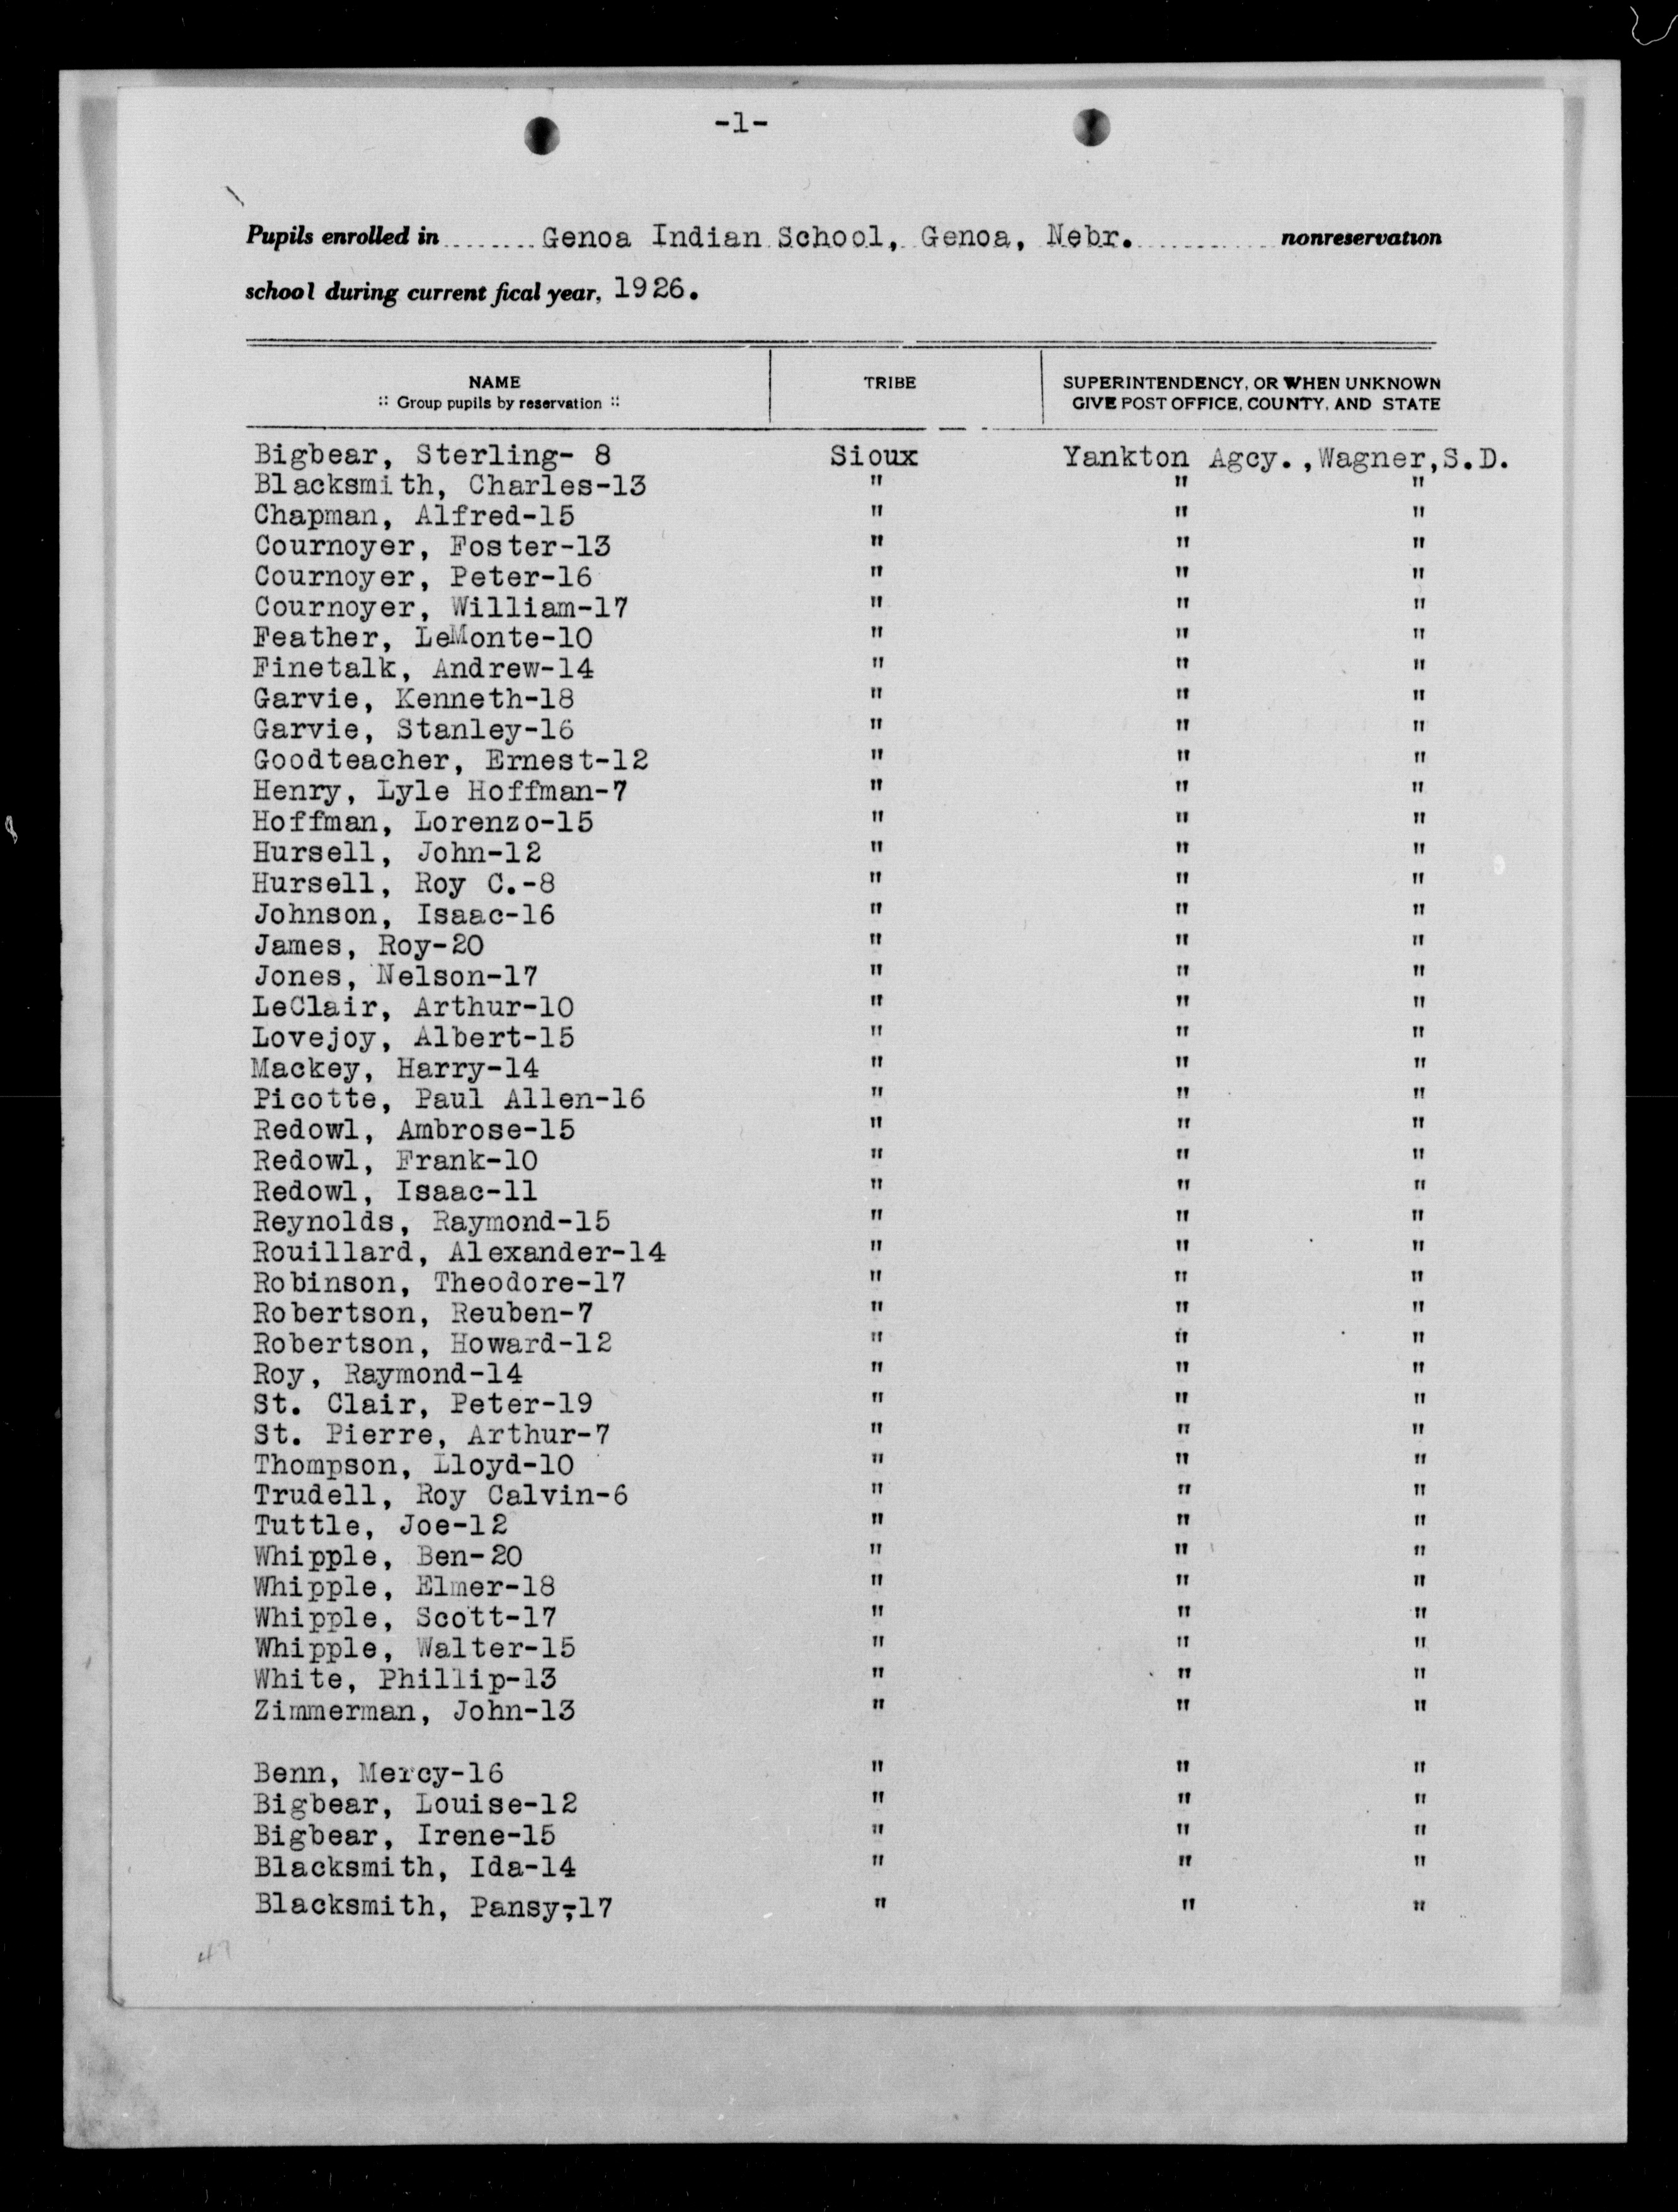 -1-
Pupils enrolled in ........ Genoa Indian School, Genoa, Nebr. ............ nonreservation
school during current fical year, 1926.
NAME TRIBE SUPERINTENDENCY, OR WHEN UNKNOWN
:: Group pupils by reservation :: GIVE POST OFFICE, COUNTY, AND STATE
Bigbear, Sterling- 8 Sioux Yankton Agcy.,Wagner,S.D.
Blacksmith, Charles-13 " " "
Chapman, Alfred-15 " " "
Cournoyer, Foster-13 " " "
Cournoyer, Peter-16 " " "
Cournoyer, William-17 " " "
Feather, LeMonte-10 " " "
Finetalk, Andrew-14 " " "
Garvie, Kenneth-18 " " "
Garvie, Stanley-16 " " "
Goodteacher, Ernest-12 " " "
Henry, Lyle Hoffman-7 " " "
Hoffman, Lorenzo-15 " " "
Hursell, John-12 " " "
Hursell, Roy C.-8 " " "
Johnson, Isaac-16 " " "
James, Roy-20 " " "
Jones, Nelson-17 " " "
LeClair, Arthur-10 " " "
Lovejoy, Albert-15 " " "
Mackey, Harry-14 " " "
Picotte, Paul Allen-16 " " "
Redowl, Ambrose-15 " " "
Redowl, Frank-10 " " "
Redowl, Isaac-11 " " "
Reynolds, Raymond-15 " " "
Rouillard, Alexander-14 " " "
Robinson, Theodore-17 " " "
Robertson, Reuben-7 " " "
Robertson, Howard-12 " " "
Roy, Raymond-14 " " "
St. Clair, Peter-19 " " "
St. Pierre, Arthur-7 " " "
Thompson, Lloyd-10 " " "
Trudell, Roy Calvin-6 " " "
Tuttle, Joe-12 " " "
Whipple, Ben-20 " " "
Whipple, Elmer-18 " " "
Whipple, Scott-17 " " "
Whipple, Walter-15 " " "
White, Phillip-13 " " "
Zimmerman, John-13 " " "
Benn, Mercy-16 " " "
Bigbear, Louise-12 " " "
Bigbear, Irene-15 " " "
Blacksmith, Ida-14 " " "
Blacksmith, Pansy,-17 " " "
47